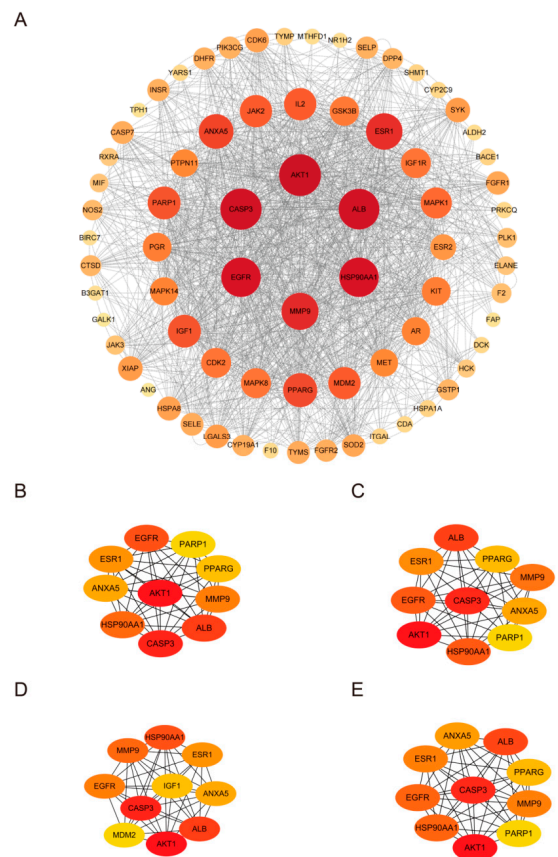 A
CDK6
TYMP
MTHFD1
NR1H2
SELP
DPP4
SHMT1
CYP2C9
SYK
ALDH2
BACE1
FGFR1
PRKCQ
PLK1
ELANE
F2
FAP
DCK
HCK
GSTP1
HSPA1A
CDA
ITGAL
SOD2
FGFR2
TYMS
F10
CYP19A1
LGALS3
SELE
HSPA8
ANG
XIAP
JAK3
GALK1
B3GAT1
CTSD
BIRC7
NOS2
MIF
RXRA
CASP7
TPH1
INSR
YARS1
DHFR
PIK3CG
IL2
GSK3B
ESR1
IGF1R
MAPK1
ESR2
KIT
AR
MET
MDM2
PPARG
MAPK8
CDK2
IGF1
MAPK14
PGR
PARP1
PTPN11
ANXA5
JAK2
AKT1
ALB
HSP90AA1
MMP9
EGFR
CASP3
B
EGFR
PARP1
ESR1
PPARG
ANXA5
AKT1
MMP9
HSP90AA1
ALB
CASP3
C
ALB
ESR1
PPARG
MMP9
EGFR
CASP3
ANXA5
AKT1
PARP1
HSP90AA1
D
HSP90AA1
MMP9
ESR1
EGFR
IGF1
ANXA5
CASP3
MDM2
ALB
AKT1
E
ANXA5
ALB
ESR1
PPARG
EGFR
CASP3
MMP9
HSP90AA1
PARP1
AKT1